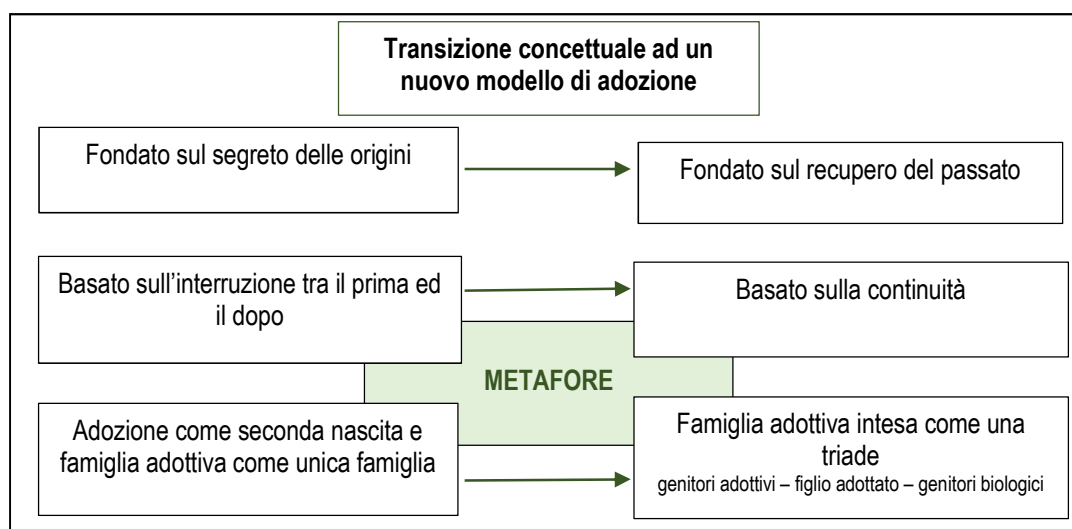 Transizione concettuale ad un
nuovo modello di adozione
Fondato sul segreto delle origini
Fondato sul recupero del passato
Basato sull’interruzione tra il prima ed
il dopo
Basato sulla continuità
METAFORE
Adozione come seconda nascita e
famiglia adottiva come unica famiglia
Famiglia adottiva intesa come una
triade
genitori adottivi – figlio adottato – genitori biologici